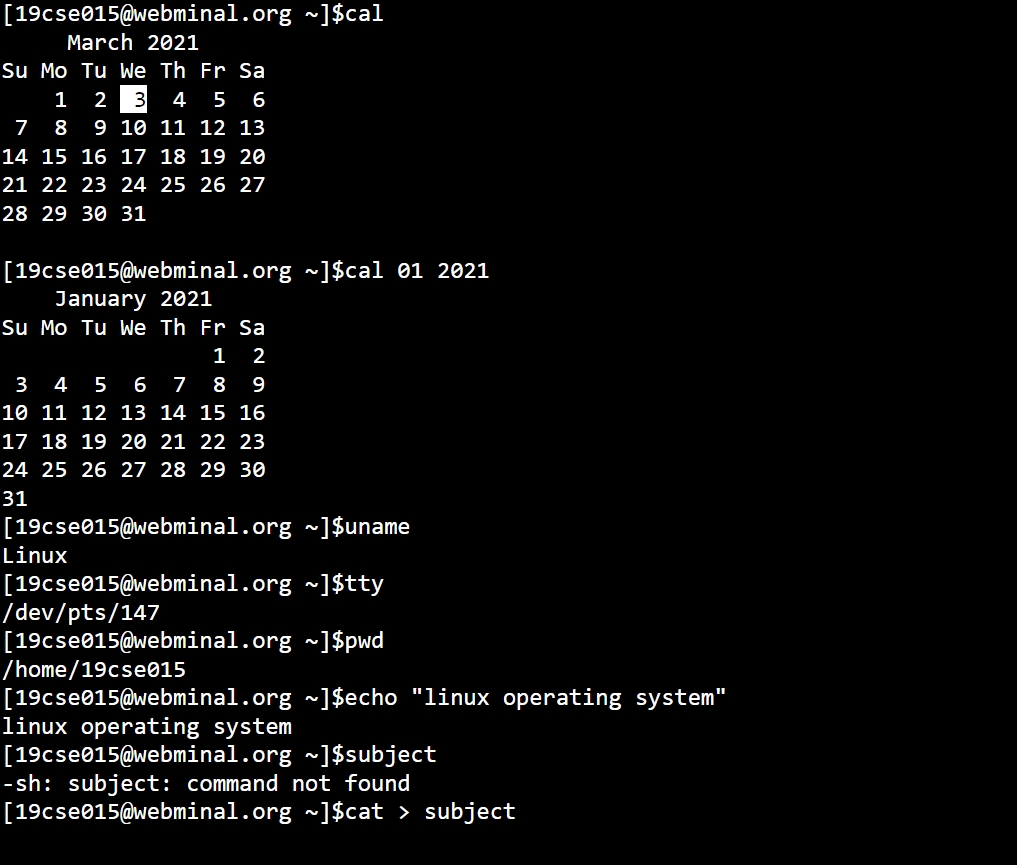 [19cse015@webminal.org ~]$cal
     March 2021
Su Mo Tu We Th Fr Sa
    1  2  3  4  5  6
 7  8  9 10 11 12 13
14 15 16 17 18 19 20
21 22 23 24 25 26 27
28 29 30 31
[19cse015@webminal.org ~]$cal 01 2021
    January 2021
Su Mo Tu We Th Fr Sa
                1  2
 3  4  5  6  7  8  9
10 11 12 13 14 15 16
17 18 19 20 21 22 23
24 25 26 27 28 29 30
31
[19cse015@webminal.org ~]$uname
Linux
[19cse015@webminal.org ~]$tty
/dev/pts/147
[19cse015@webminal.org ~]$pwd
/home/19cse015
[19cse015@webminal.org ~]$echo "linux operating system"
linux operating system
[19cse015@webminal.org ~]$subject
-sh: subject: command not found
[19cse015@webminal.org ~]$cat > subject